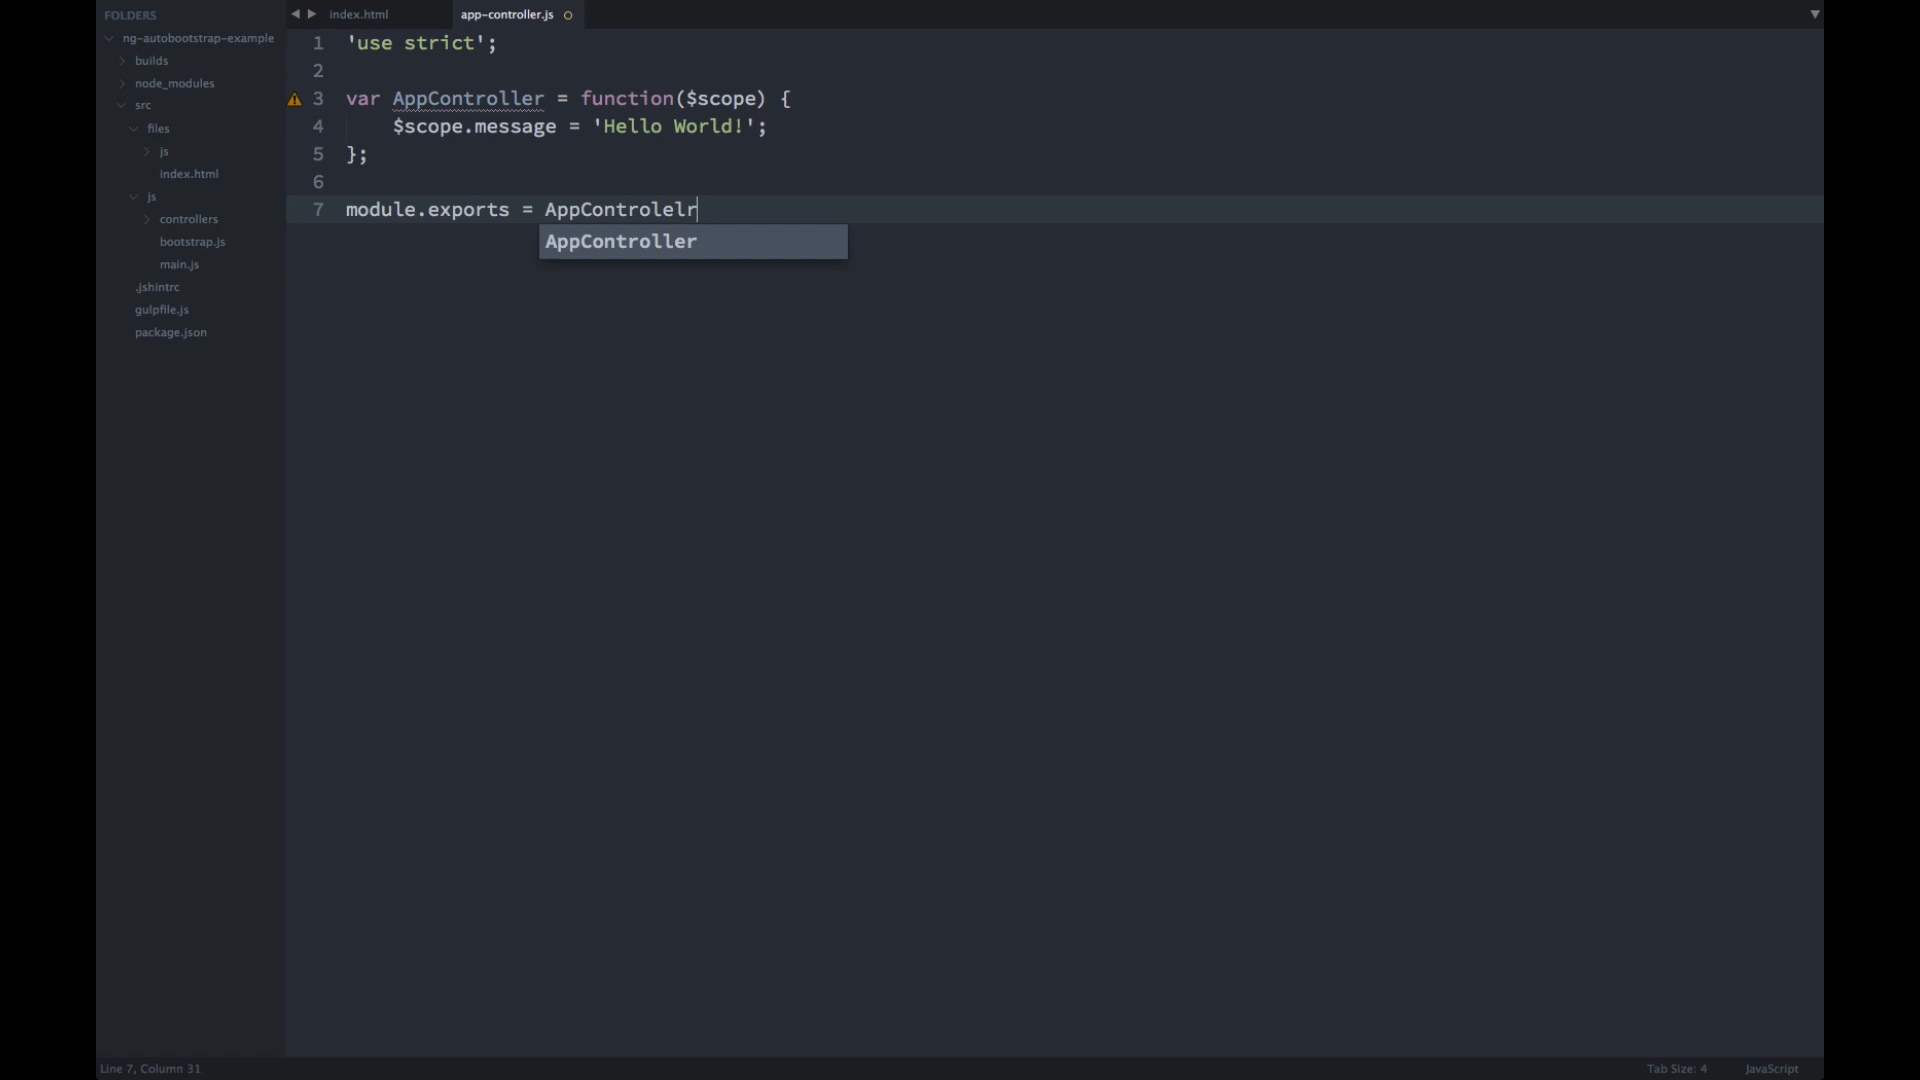 FOLDERS
ng-autobootstrap-example
builds
node_modules
src
files
js
index.html
js
controllers
bootstrap.js
main.js
.jshintrc
gulpfile.js
package.json
index.html
app-controller.js
1 'use strict';
2
3 var AppController = function($scope) {
4 $scope.message = 'Hello World!';
5 };
6
7 module.exports = AppControlelr
AppController
Line 7, Column 31
Tab Size: 4
JavaScript